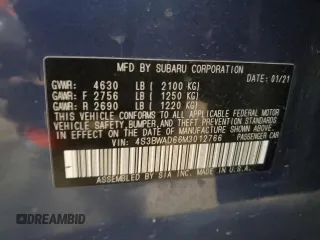 MFD BY SUBARU CORPORATION 01/21
GVWR: 4630 LB ( 2100 KG)
GAWR: F 2756 LB ( 1250 KG)
GAWR: R 2690 LB ( 1220 KG)
THIS VEHICLE CONFORMS TO ALL APPLICABLE FEDERAL MOTOR
VEHICLE SAFETY, BUMPER, AND THEFT PREVENTION STANDARDS
IN EFFECT ON THE DATE OF MANUFACTURE SHOWN ABOVE.
VIN: 4S3BWAD66M3012766
PASSENGER CAR
ASSEMBLED BY SIA INC. MADE IN U.S.A.
DREAMBID